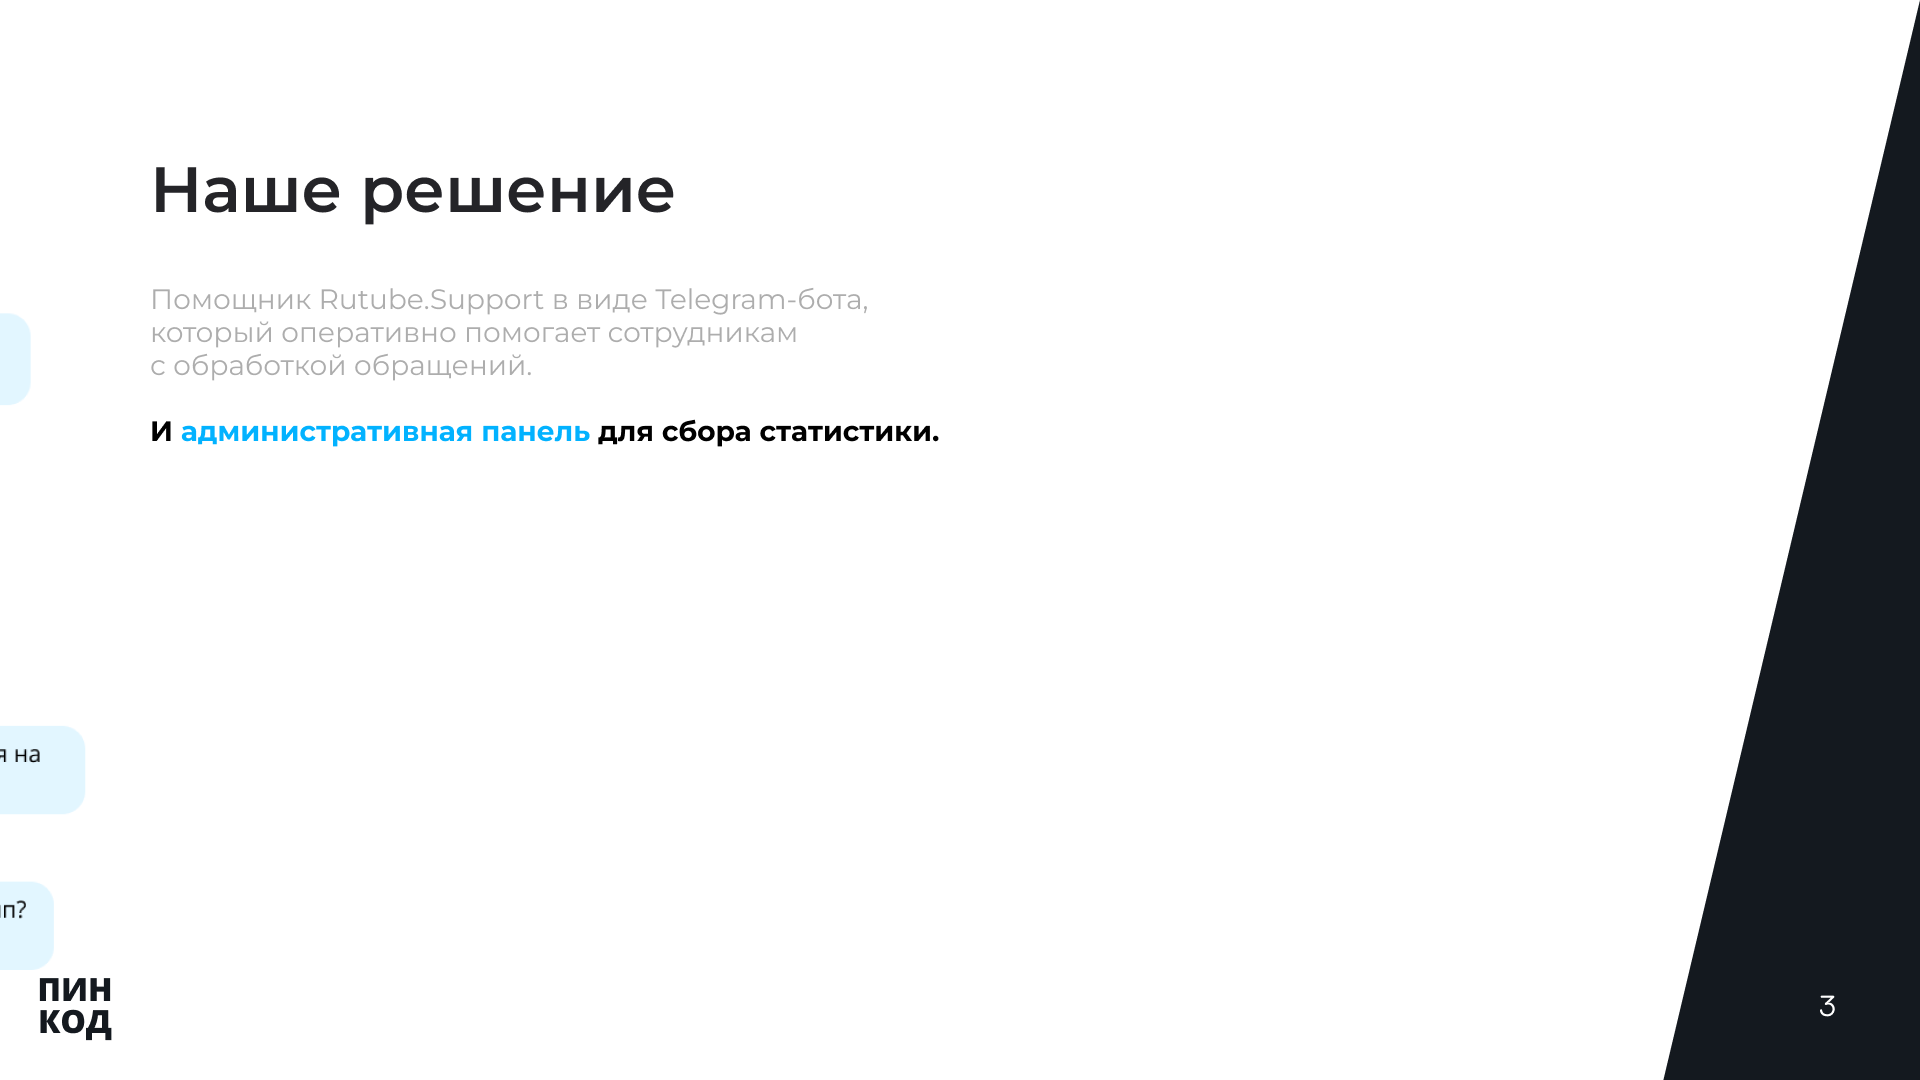 Наше решение
Помощник Rutube.Support в виде Telegram-бота,
который оперативно помогает сотрудникам
с обработкой обращений.
И административная панель для сбора статистики.
я на
п?
ПИН
КОД
3